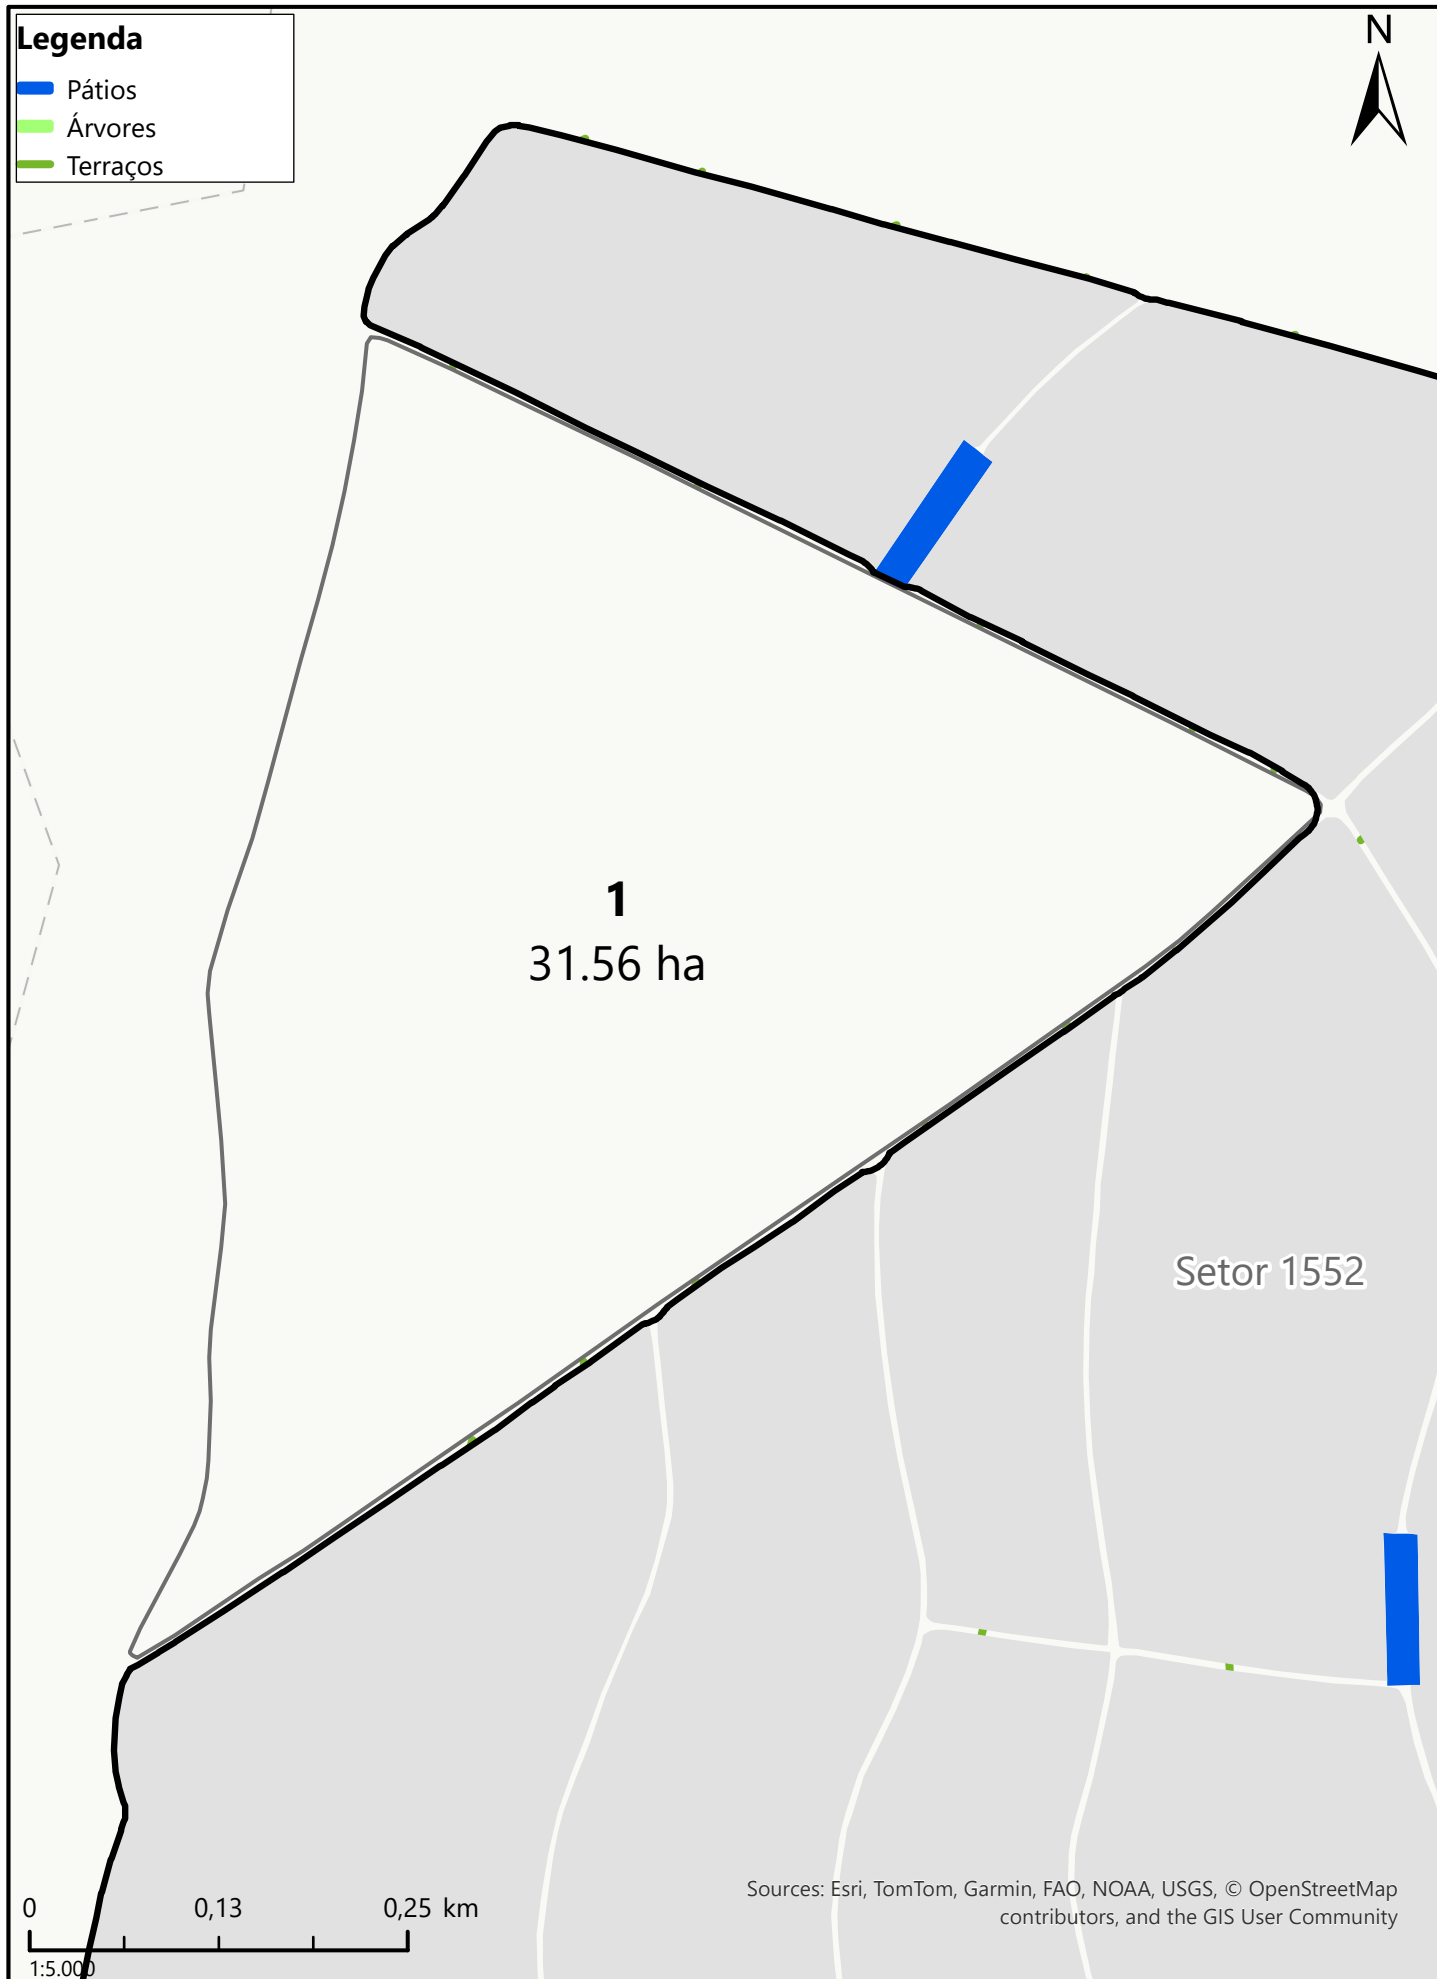 Legenda
Pátios
Árvores
Terraços
N
1
31.56 ha
Setor 1552
Sources: Esri, TomTom, Garmin, FAO, NOAA, USGS, © OpenStreetMap
contributors, and the GIS User Community
0 0,13 0,25 km
1:5.000